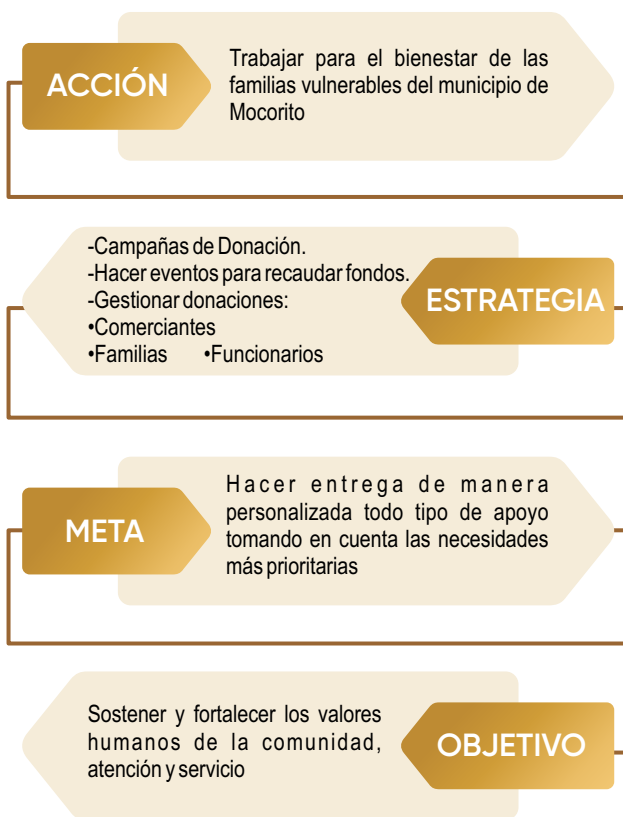 ACCIÓN
Trabajar para el bienestar de las
familias vulnerables del municipio de
Mocorito
-Campañas de Donación.
-Hacer eventos para recaudar fondos.
-Gestionar donaciones:
•Comerciantes
•Familias •Funcionarios
ESTRATEGIA
META
Hacer entrega de manera
personalizada todo tipo de apoyo
tomando en cuenta las necesidades
más prioritarias
Sostener y fortalecer los valores
humanos de la comunidad,
atención y servicio
OBJETIVO